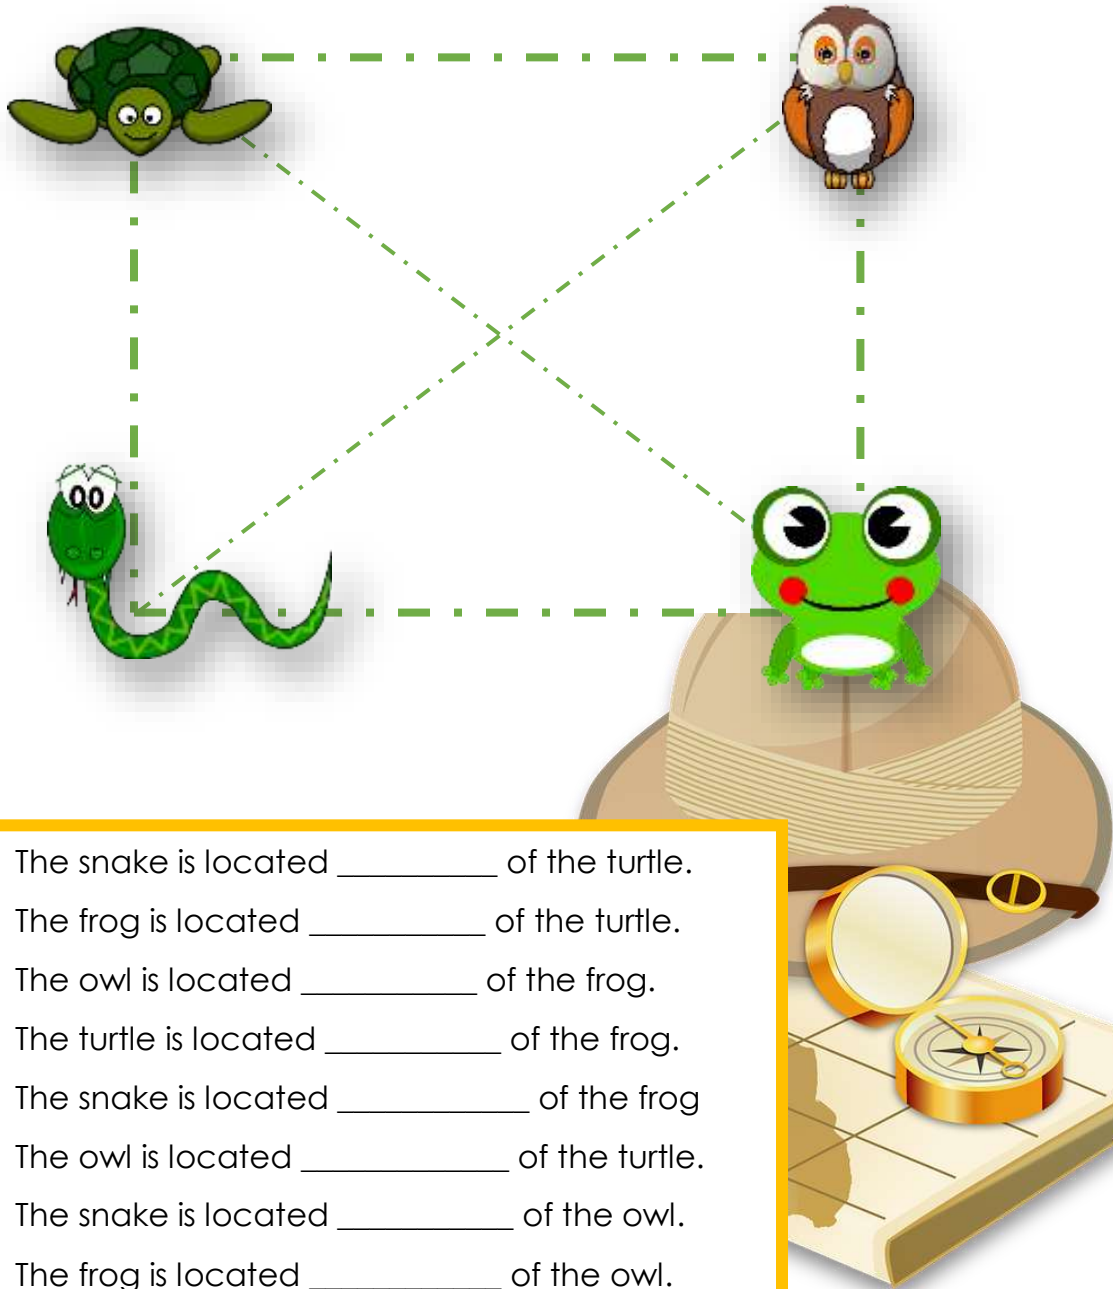 The snake is located __________ of the turtle.
The frog is located ___________ of the turtle.
The owl is located ___________ of the frog.
The turtle is located ___________ of the frog.
The snake is located ____________ of the frog
The owl is located _____________ of the turtle.
The snake is located ___________ of the owl.
The frog is located ____________ of the owl.